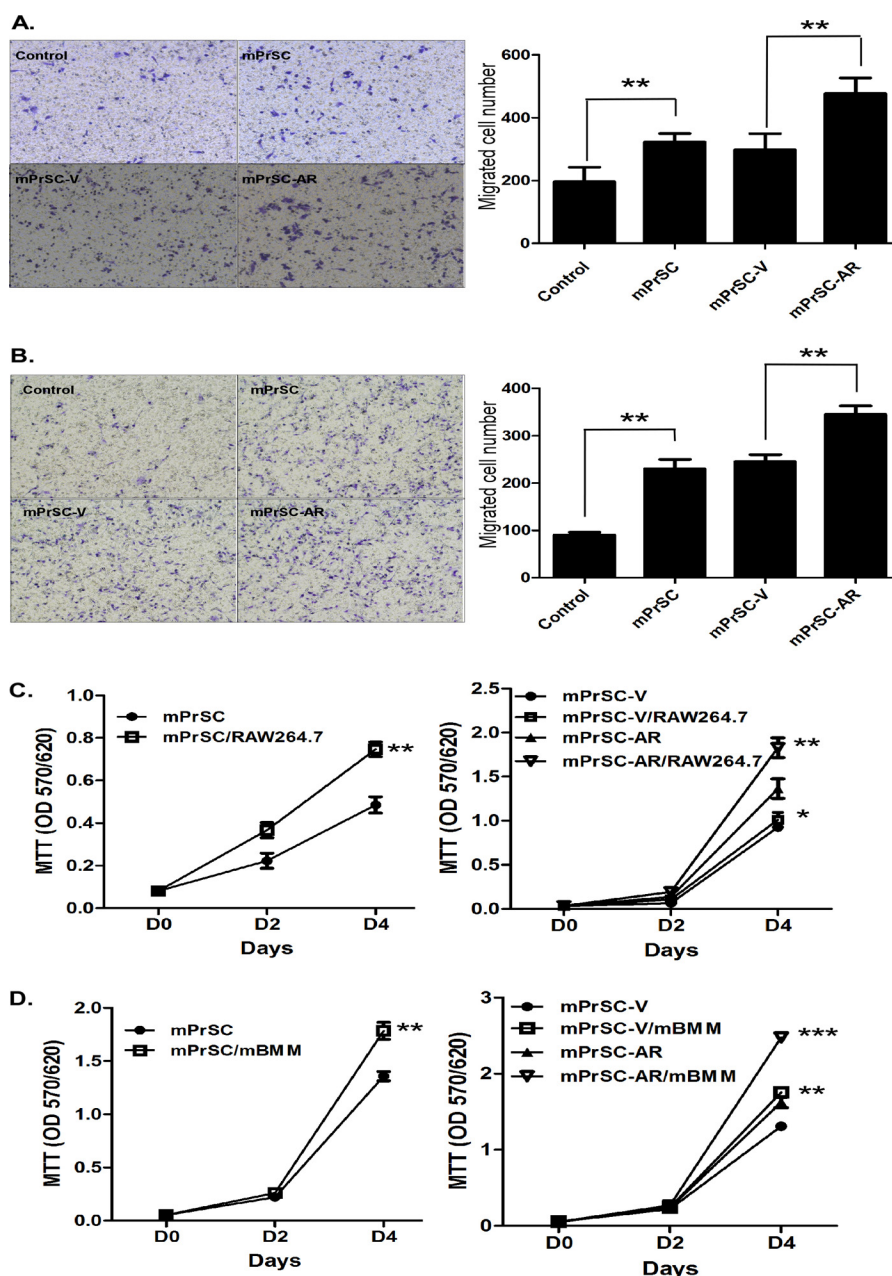 A.
Control
mPrSC
mPrSC-V
mPrSC-AR
Migrated cell number
600
400
200
0
**
**
Control
mPrSC
mPrSC-V
mPrSC-AR
B.
Control
mPrSC
mPrSC-V
mPrSC-AR
Migrated cell number
400
300
200
100
0
**
**
Control
mPrSC
mPrSC-V
mPrSC-AR
C.
MTT (OD 570/620)
1.0
0.8
0.6
0.4
0.2
0.0
mPrSC
mPrSC/RAW264.7
**
D0 D2 D4
Days
MTT (OD 570/620)
2.5
2.0
1.5
1.0
0.5
0.0
mPrSC-V
mPrSC-V/RAW264.7
mPrSC-AR
mPrSC-AR/RAW264.7
**
*
D0 D2 D4
Days
D.
MTT (OD 570/620)
2.0
1.5
1.0
0.5
0.0
mPrSC
mPrSC/mBMM
**
D0 D2 D4
Days
MTT (OD 570/620)
3
2
1
0
mPrSC-V
mPrSC-V/mBMM
mPrSC-AR
mPrSC-AR/mBMM
***
**
D0 D2 D4
Days